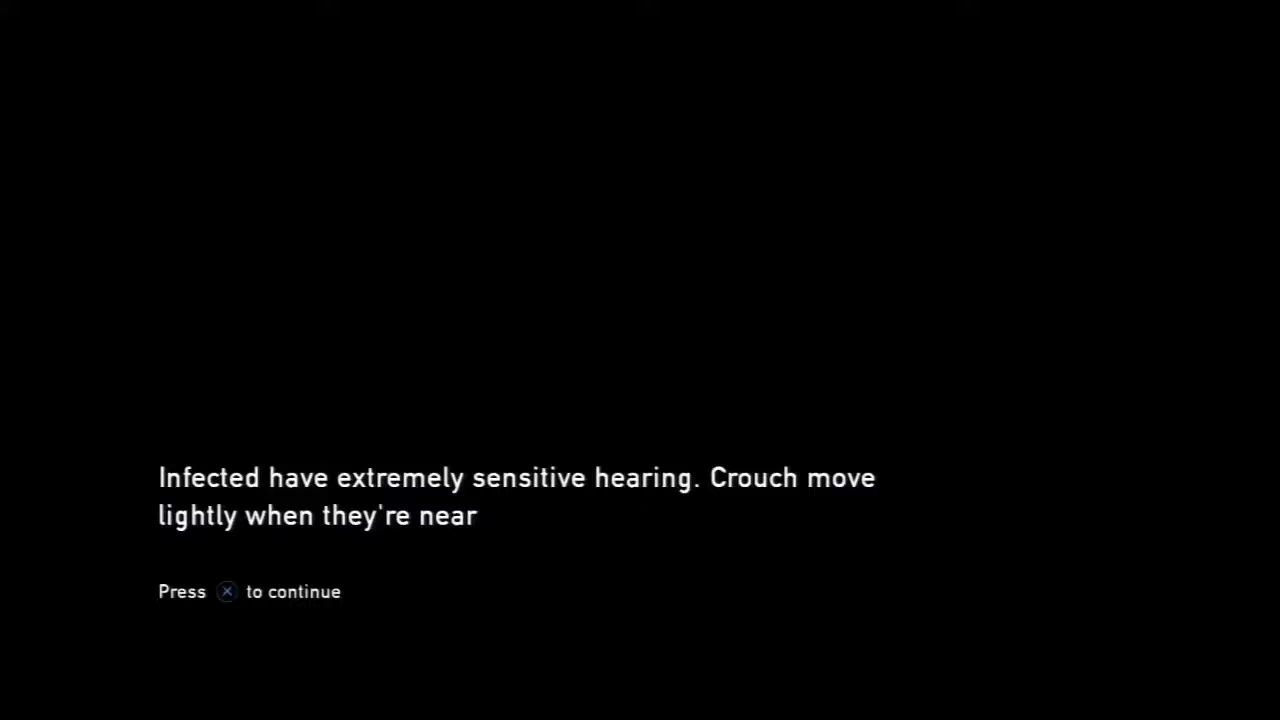 Infected have extremely sensitive hearing. Crouch move
lightly when they're near
Press ⓧ to continue